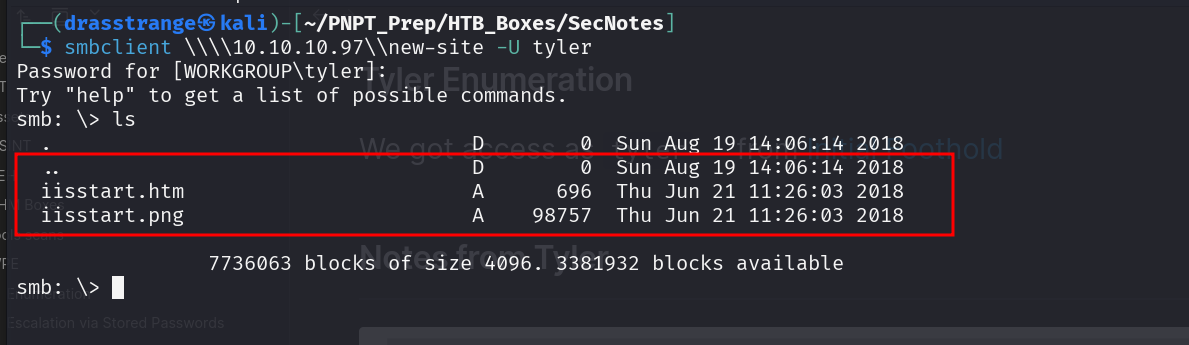 ┌──(drasstrange㉿kali)-[~/PNPT_Prep/HTB_Boxes/SecNotes]
└─$ smbclient \\\\10.10.10.97\\new-site -U tyler
Password for [WORKGROUP\tyler]:
Tyler Enumeration
Try "help" to get a list of possible commands.
smb: \> ls
. D 0 Sun Aug 19 14:06:14 2018
We got access as
.. D 0 Sun Aug 19 14:06:14 2018
iisstart.htm A 696 Thu Jun 21 11:26:03 2018
iisstart.png A 98757 Thu Jun 21 11:26:03 2018
Notes from Tyler
7736063 blocks of size 4096. 3381932 blocks available
smb: \>
Enumeration
Escalation via Stored Passwords